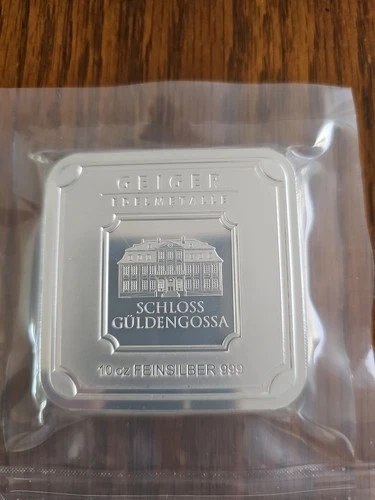 GEIGER
EDELMETALLE
SCHLOSS
GÜLDENGOSSA
10 oz FEINSILBER 999